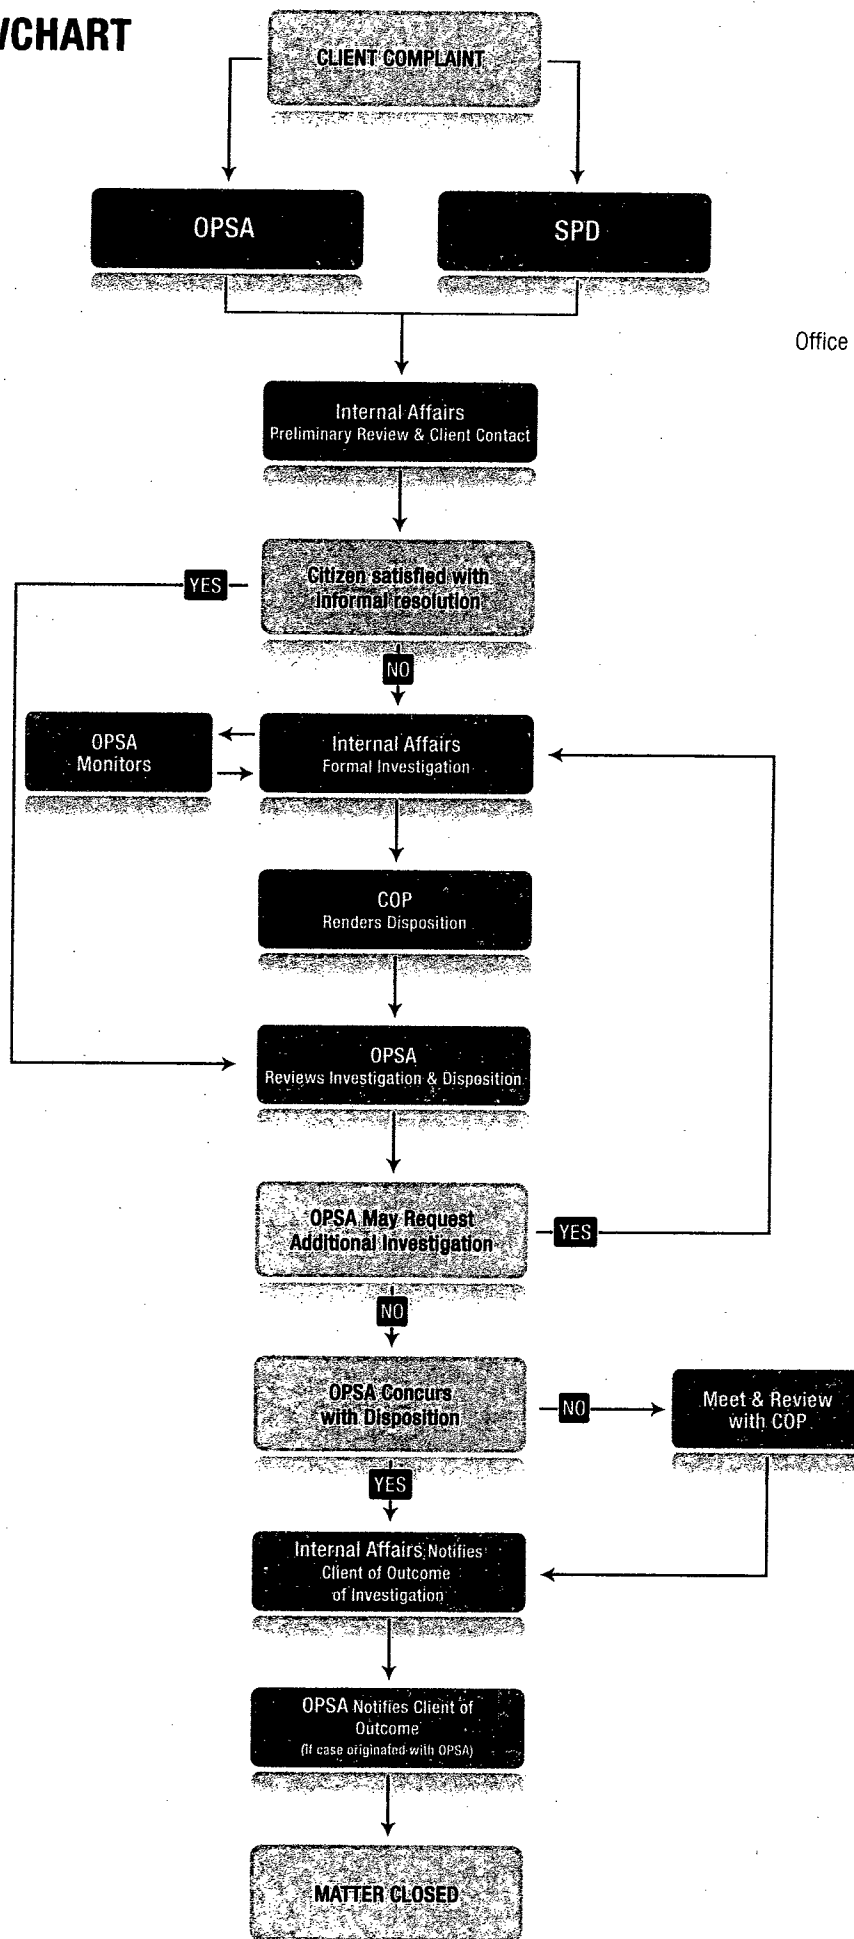 CHART
CLIENT COMPLAINT
OPSA
SPD
Office
Internal Affairs
Preliminary Review & Client Contact
Citizen satisfied with
informal resolution
YES
NO
OPSA
Monitors
Internal Affairs
Formal Investigation
COP
Renders Disposition
OPSA
Reviews Investigation & Disposition
OPSA May Request
Additional Investigation
YES
NO
OPSA Concurs
with Disposition
NO
Meet & Review
with COP
YES
Internal Affairs Notifies
Client of Outcome
of Investigation
OPSA Notifies Client of
Outcome
(if case originated with OPSA)
MATTER CLOSED